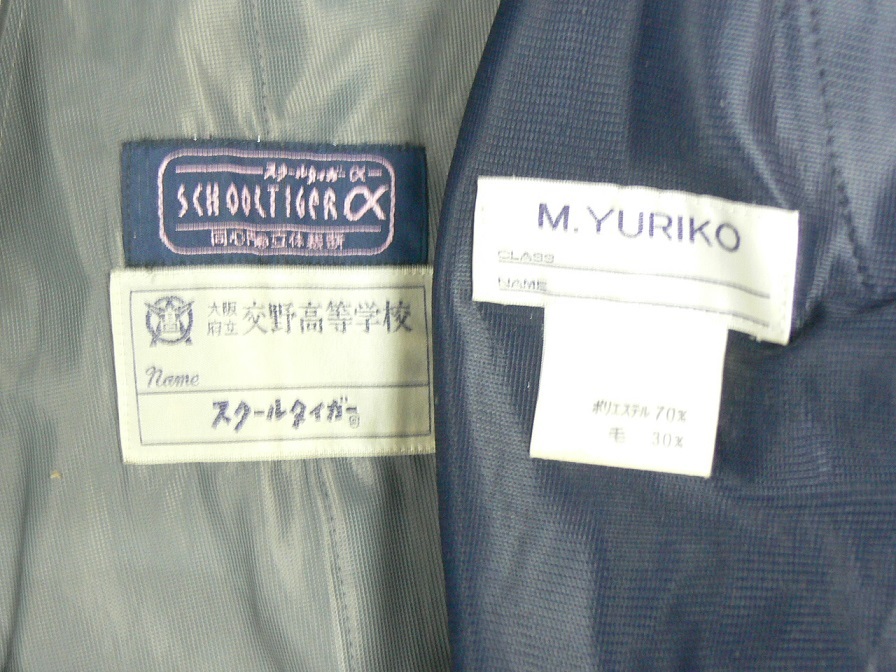 スクールタイガーα
SCHOOLTIGER α
大阪
府立 交野高等学校
Name
スクールタイガー
M.YURIKO
CLASS
NAME
ポリエステル 70%
毛 30%